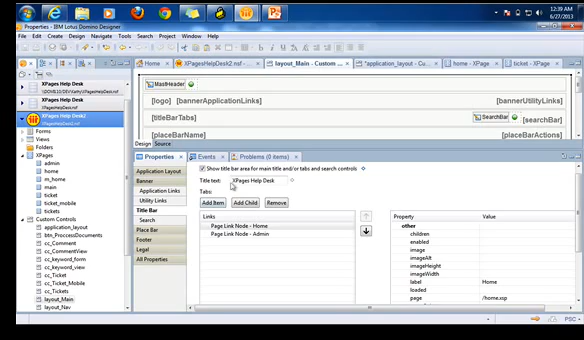 12:39 AM
6/27/2013
Properties - IBM Lotus Domino Designer
File Edit Create Design Tools Search Project Window Help
Home
XPagesHelpDesk2.nsf - ...
layout_Main - Custom ...
*application_layout - Cu...
home - XPage
ticket - XPage
XPages Help Desk
XPages Help Desk
XPagesHelpDesk.nsf
XPages Help Desk2
XPagesHelpDesk2.nsf
Forms
Views
Folders
XPages
admin
home
m_home
main
ticket
ticket_mobile
tickets
Custom Controls
application_layout
btn_ProccessDocuments
cc_Comment
cc_CommentView
cc_keyword_form
cc_keyword_view
cc_Ticket
cc_Ticket_Mobile
cc_Tickets
layout_Main
layout_Nav
MastHeader
[logo] [bannerApplicationLinks] [bannerUtilityLinks]
[titleBarTabs] SearchBar [searchBar]
[placeBarName] [placeBarActions]
Design Source
Properties Events Problems (0 items)
Application Layout
Banner
Application Links
Utility Links
Title Bar
Search
Place Bar
Footer
Legal
All Properties
Show title bar area for main title and/or tabs and search controls
Title text: XPages Help Desk
Tabs:
Add Item Add Child Remove
Links
Page Link Node - Home
Page Link Node - Admin
Property Value
other
children
enabled
image
imageAlt
imageHeight
imageWidth
label Home
loaded
page /home.xsp
PSC